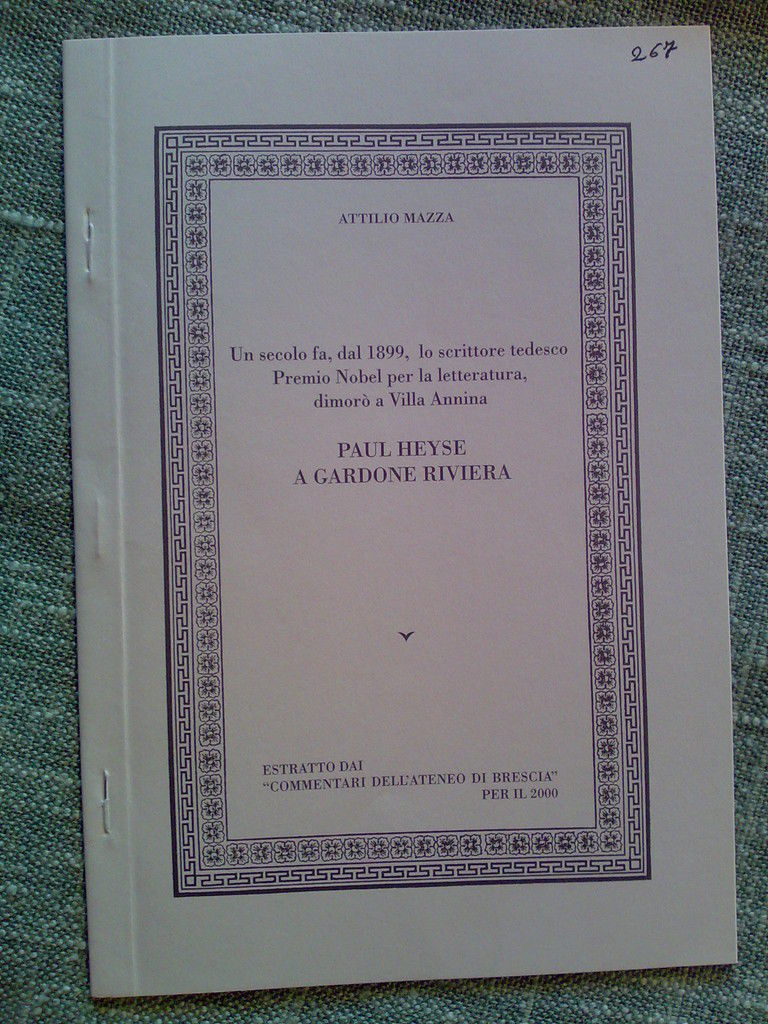 267
ATTILIO MAZZA
Un secolo fa, dal 1899, lo scrittore tedesco
Premio Nobel per la letteratura,
dimorò a Villa Annina
PAUL HEYSE
A GARDONE RIVIERA
ESTRATTO DAI
“COMMENTARI DELL'ATENEO DI BRESCIA”
PER IL 2000